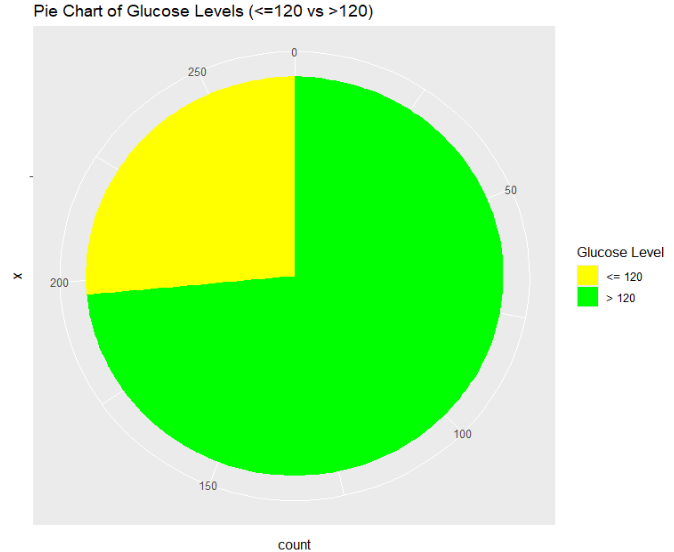 Pie Chart of Glucose Levels (<=120 vs >120)
0
250
50
200
100
150
x
count
Glucose Level
<= 120
> 120